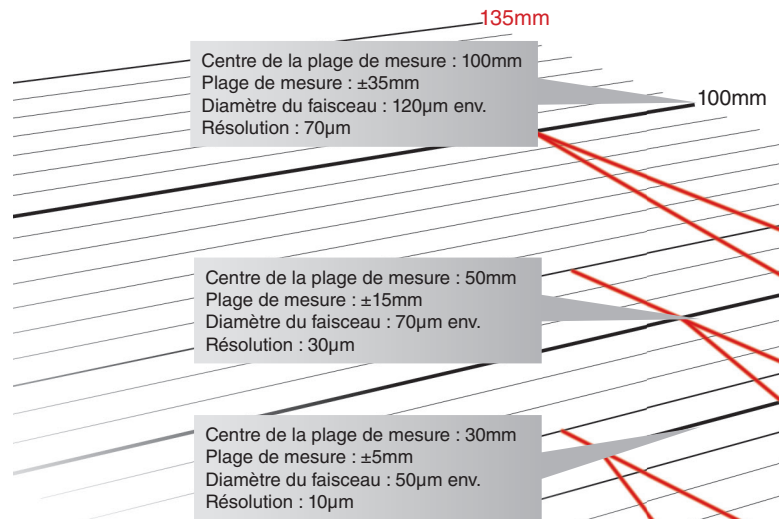 135mm
Centre de la plage de mesure : 100mm
Plage de mesure : ±35mm
Diamètre du faisceau : 120µm env.
Résolution : 70µm
100mm
Centre de la plage de mesure : 50mm
Plage de mesure : ±15mm
Diamètre du faisceau : 70µm env.
Résolution : 30µm
Centre de la plage de mesure : 30mm
Plage de mesure : ±5mm
Diamètre du faisceau : 50µm env.
Résolution : 10µm